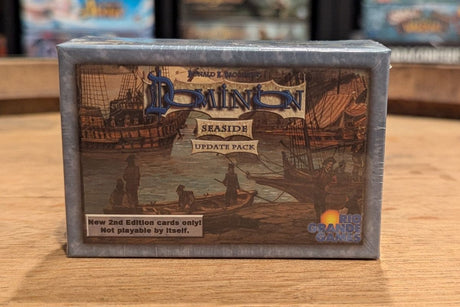 DOMINION
SEASIDE
UPDATE PACK
New 2nd Edition cards only!
Not playable by itself.
RIO
GRANDE
GAMES